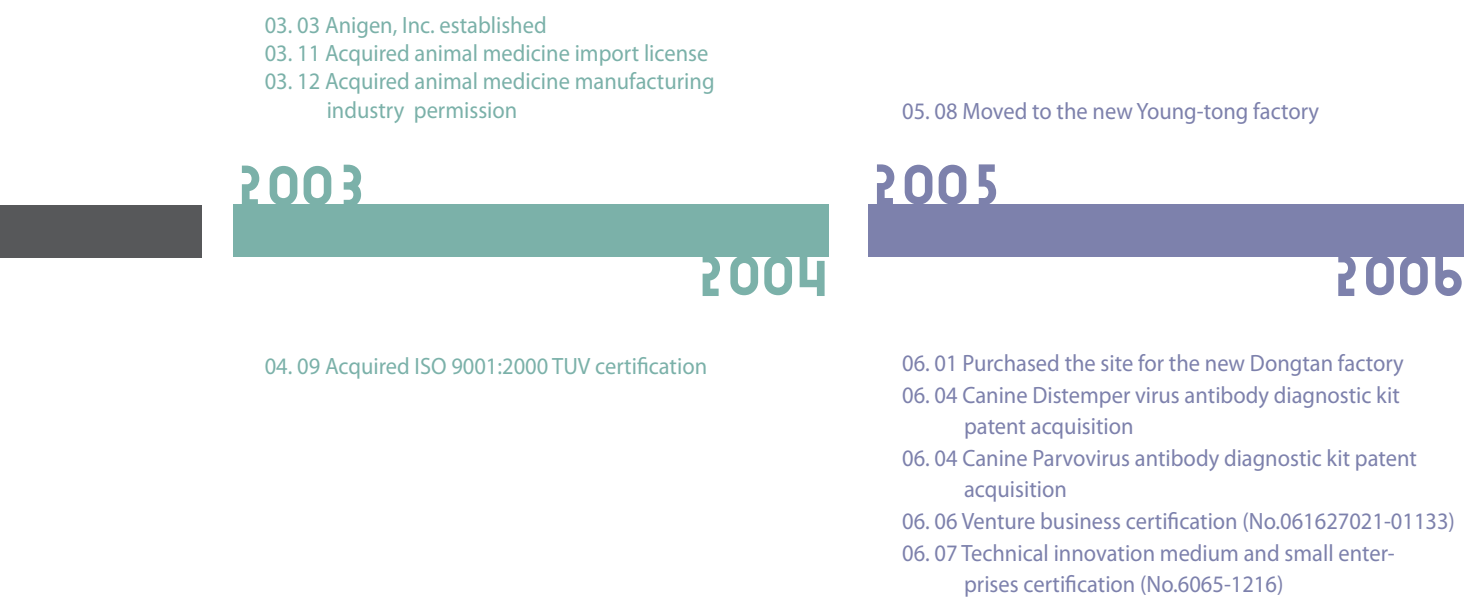 03. 03 Anigen, Inc. established
03. 11 Acquired animal medicine import license
03. 12 Acquired animal medicine manufacturing
industry permission
2003
2004
04. 09 Acquired ISO 9001:2000 TUV certification
05. 08 Moved to the new Young-tong factory
2005
2006
06. 01 Purchased the site for the new Dongtan factory
06. 04 Canine Distemper virus antibody diagnostic kit
patent acquisition
06. 04 Canine Parvovirus antibody diagnostic kit patent
acquisition
06. 06 Venture business certification (No.061627021-01133)
06. 07 Technical innovation medium and small enter-
prises certification (No.6065-1216)